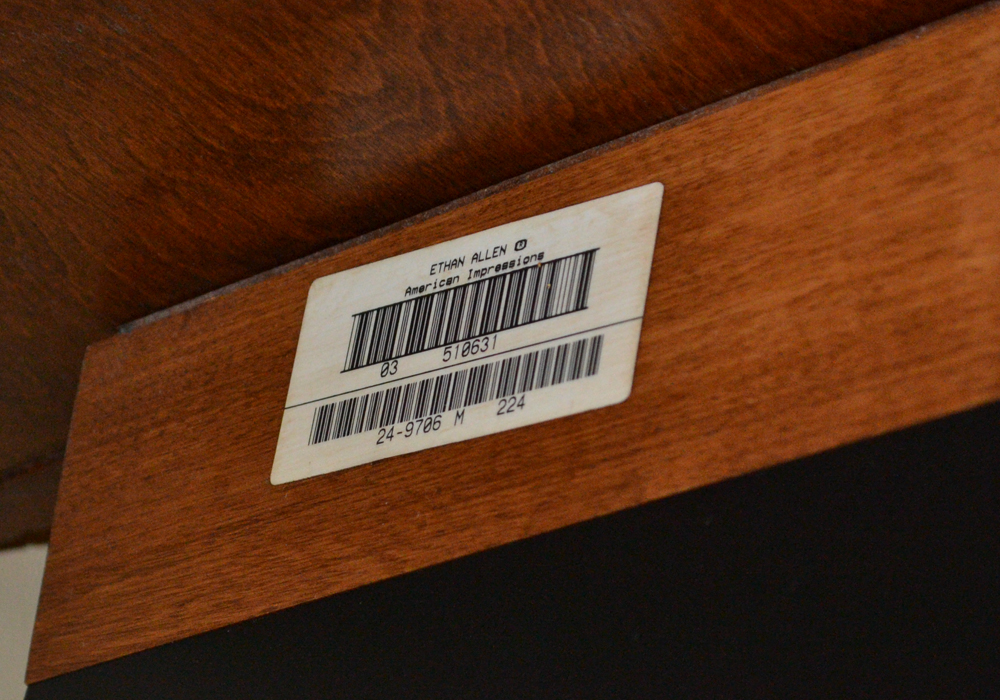 ETHAN ALLEN
American Impressions
03 510631
24-9706 M 224